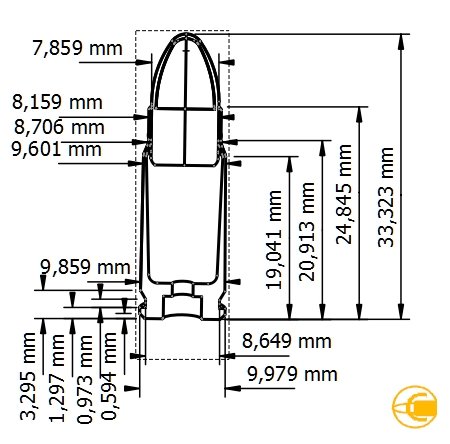 7,859 mm
8,159 mm
8,706 mm
9,601 mm
9,859 mm
19,041 mm
20,913 mm
24,845 mm
33,323 mm
3,295 mm
1,297 mm
0,973 mm
0,594 mm
8,649 mm
9,979 mm